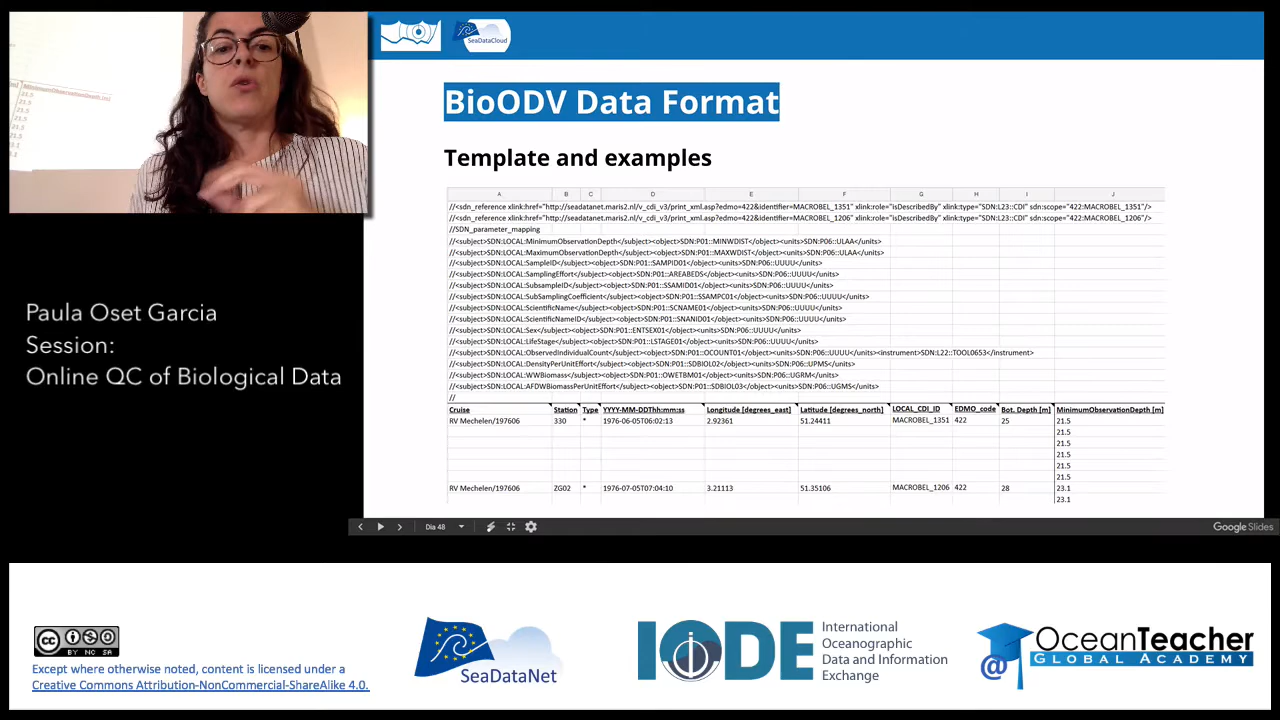 MinimumObservationDepth [m]
21.5
21.5
21.5
SeaDataCloud
BioODV Data Format
Template and examples
A B C D E F G H I J
//<sdn_reference xlink:href="http://seadatanet.maris2.nl/v_cdi_v3/print_xml.asp?edmo=422&identifier=MACROBEL_1351" xlink:role="isDescribedBy" xlink:type="SDN:L23::CDI" sdn:scope="422:MACROBEL_1351"/>
//<sdn_reference xlink:href="http://seadatanet.maris2.nl/v_cdi_v3/print_xml.asp?edmo=422&identifier=MACROBEL_1206" xlink:role="isDescribedBy" xlink:type="SDN:L23::CDI" sdn:scope="422:MACROBEL_1206"/>
//SDN_parameter_mapping
//<subject>SDN:LOCAL:MinimumObservationDepth</subject><object>SDN:P01::MINWDIST</object><units>SDN:P06::ULAA</units>
//<subject>SDN:LOCAL:MaximumObservationDepth</subject><object>SDN:P01::MAXWDIST</object><units>SDN:P06::ULAA</units>
//<subject>SDN:LOCAL:SampleID</subject><object>SDN:P01::SAMPID01</object><units>SDN:P06::UUUU</units>
//<subject>SDN:LOCAL:SamplingEffort</subject><object>SDN:P01::AREABEDS</object><units>SDN:P06::UUUU</units>
//<subject>SDN:LOCAL:SubsampleID</subject><object>SDN:P01::SSAMID01</object><units>SDN:P06::UUUU</units>
//<subject>SDN:LOCAL:SubSamplingCoefficient</subject><object>SDN:P01::SSAMPC01</object><units>SDN:P06::UUUU</units>
//<subject>SDN:LOCAL:ScientificName</subject><object>SDN:P01::SCNAME01</object><units>SDN:P06::UUUU</units>
//<subject>SDN:LOCAL:ScientificNameID</subject><object>SDN:P01::SNANID01</object><units>SDN:P06::UUUU</units>
//<subject>SDN:LOCAL:Sex</subject><object>SDN:P01::ENTSEX01</object><units>SDN:P06::UUUU</units>
//<subject>SDN:LOCAL:LifeStage</subject><object>SDN:P01::LSTAGE01</object><units>SDN:P06::UUUU</units>
//<subject>SDN:LOCAL:ObservedIndividualCount</subject><object>SDN:P01::OCOUNT01</object><units>SDN:P06::UUUU</units><instrument>SDN:L22::TOOL0653</instrument>
//<subject>SDN:LOCAL:DensityPerUnitEffort</subject><object>SDN:P01::SDBIOL02</object><units>SDN:P06::UPMS</units>
//<subject>SDN:LOCAL:WWBiomass</subject><object>SDN:P01::OWETBM01</object><units>SDN:P06::UGRM</units>
//<subject>SDN:LOCAL:AFDWBiomassPerUnitEffort</subject><object>SDN:P01::SDBIOL03</object><units>SDN:P06::UGMS</units>
//
Cruise Station Type YYYY-MM-DDThh:mm:ss Longitude [degrees_east] Latitude [degrees_north] LOCAL_CDI_ID EDMO_code Bot. Depth [m] MinimumObservationDepth [m]
RV Mechelen/197606 330 * 1976-06-05T06:02:13 2.92361 51.24411 MACROBEL_1351 422 25 21.5
21.5
21.5
21.5
21.5
21.5
RV Mechelen/197606 ZG02 * 1976-07-05T07:04:10 3.21113 51.35106 MACROBEL_1206 422 28 23.1
23.1
Dia 48
Google Slides
Paula Oset Garcia
Session:
Online QC of Biological Data
cc BY NC SA
Except where otherwise noted, content is licensed under a
Creative Commons Attribution-NonCommercial-ShareAlike 4.0.
SeaDataNet
IODE
International
Oceanographic
Data and Information
Exchange
@
OceanTeacher
GLOBAL ACADEMY